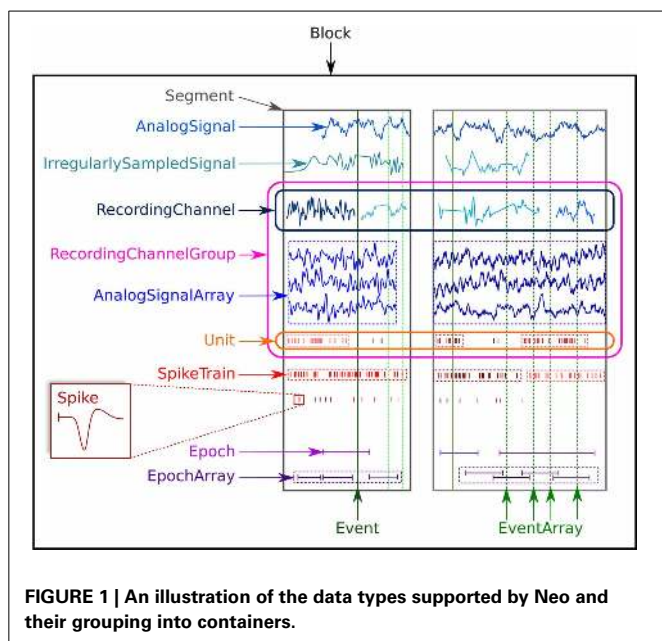 Block
Segment
AnalogSignal
IrregularlySampledSignal
RecordingChannel
RecordingChannelGroup
AnalogSignalArray
Unit
SpikeTrain
Spike
Epoch
EpochArray
Event
EventArray
FIGURE 1 | An illustration of the data types supported by Neo and
their grouping into containers.